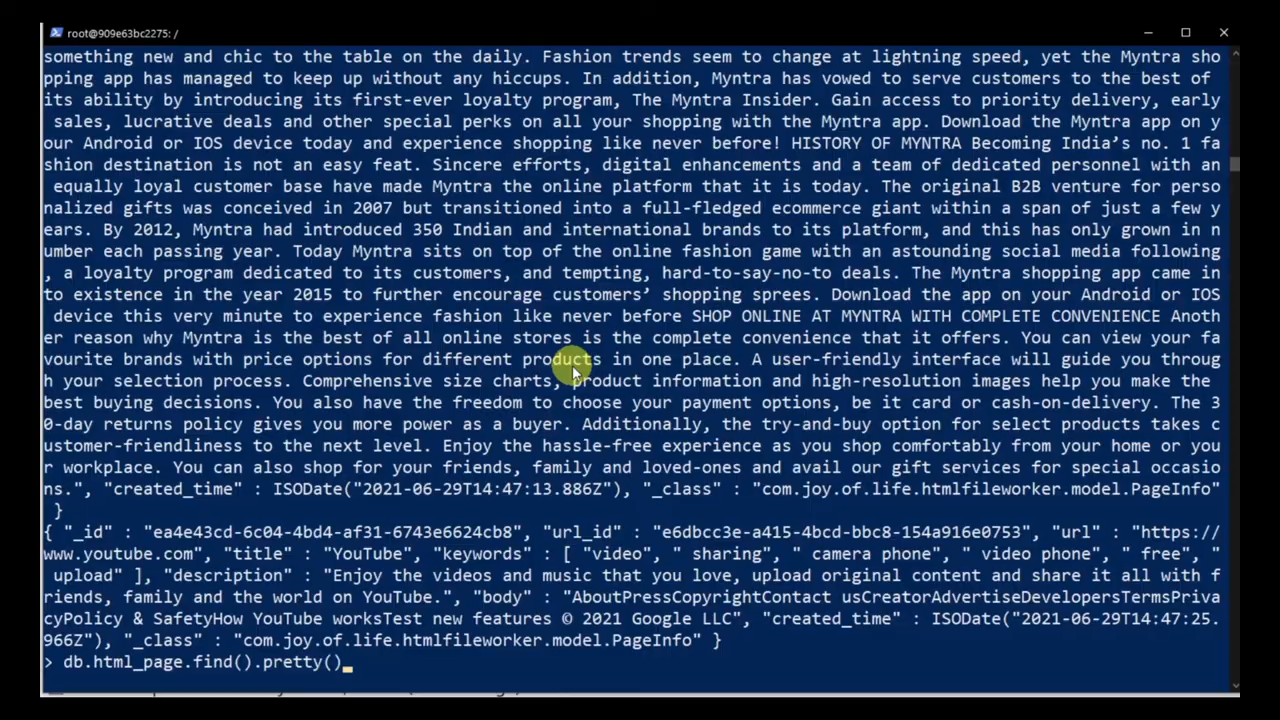 root@909e63bc2275: /
something new and chic to the table on the daily. Fashion trends seem to change at lightning speed, yet the Myntra sho
pping app has managed to keep up without any hiccups. In addition, Myntra has vowed to serve customers to the best of
its ability by introducing its first-ever loyalty program, The Myntra Insider. Gain access to priority delivery, early
 sales, lucrative deals and other special perks on all your shopping with the Myntra app. Download the Myntra app on y
our Android or IOS device today and experience shopping like never before! HISTORY OF MYNTRA Becoming India’s no. 1 fa
shion destination is not an easy feat. Sincere efforts, digital enhancements and a team of dedicated personnel with an
 equally loyal customer base have made Myntra the online platform that it is today. The original B2B venture for perso
nalized gifts was conceived in 2007 but transitioned into a full-fledged ecommerce giant within a span of just a few y
ears. By 2012, Myntra had introduced 350 Indian and international brands to its platform, and this has only grown in n
umber each passing year. Today Myntra sits on top of the online fashion game with an astounding social media following
, a loyalty program dedicated to its customers, and tempting, hard-to-say-no-to deals. The Myntra shopping app came in
to existence in the year 2015 to further encourage customers’ shopping sprees. Download the app on your Android or IOS
 device this very minute to experience fashion like never before SHOP ONLINE AT MYNTRA WITH COMPLETE CONVENIENCE Anoth
er reason why Myntra is the best of all online stores is the complete convenience that it offers. You can view your fa
vourite brands with price options for different products in one place. A user-friendly interface will guide you throug
h your selection process. Comprehensive size charts, product information and high-resolution images help you make the
best buying decisions. You also have the freedom to choose your payment options, be it card or cash-on-delivery. The 3
0-day returns policy gives you more power as a buyer. Additionally, the try-and-buy option for select products takes c
ustomer-friendliness to the next level. Enjoy the hassle-free experience as you shop comfortably from your home or you
r workplace. You can also shop for your friends, family and loved-ones and avail our gift services for special occasio
ns.", "created_time" : ISODate("2021-06-29T14:47:13.886Z"), "_class" : "com.joy.of.life.htmlfileworker.model.PageInfo"
 }
{ "_id" : "ea4e43cd-6c04-4bd4-af31-6743e6624cb8", "url_id" : "e6dbcc3e-a415-4bcd-bbc8-154a916e0753", "url" : "https://
www.youtube.com", "title" : "YouTube", "keywords" : [ "video", " sharing", " camera phone", " video phone", " free", "
 upload" ], "description" : "Enjoy the videos and music that you love, upload original content and share it all with f
riends, family and the world on YouTube.", "body" : "AboutPressCopyrightContact usCreatorAdvertiseDevelopersTermsPriva
cyPolicy & SafetyHow YouTube worksTest new features © 2021 Google LLC", "created_time" : ISODate("2021-06-29T14:47:25.
966Z"), "_class" : "com.joy.of.life.htmlfileworker.model.PageInfo" }
> db.html_page.find().pretty()